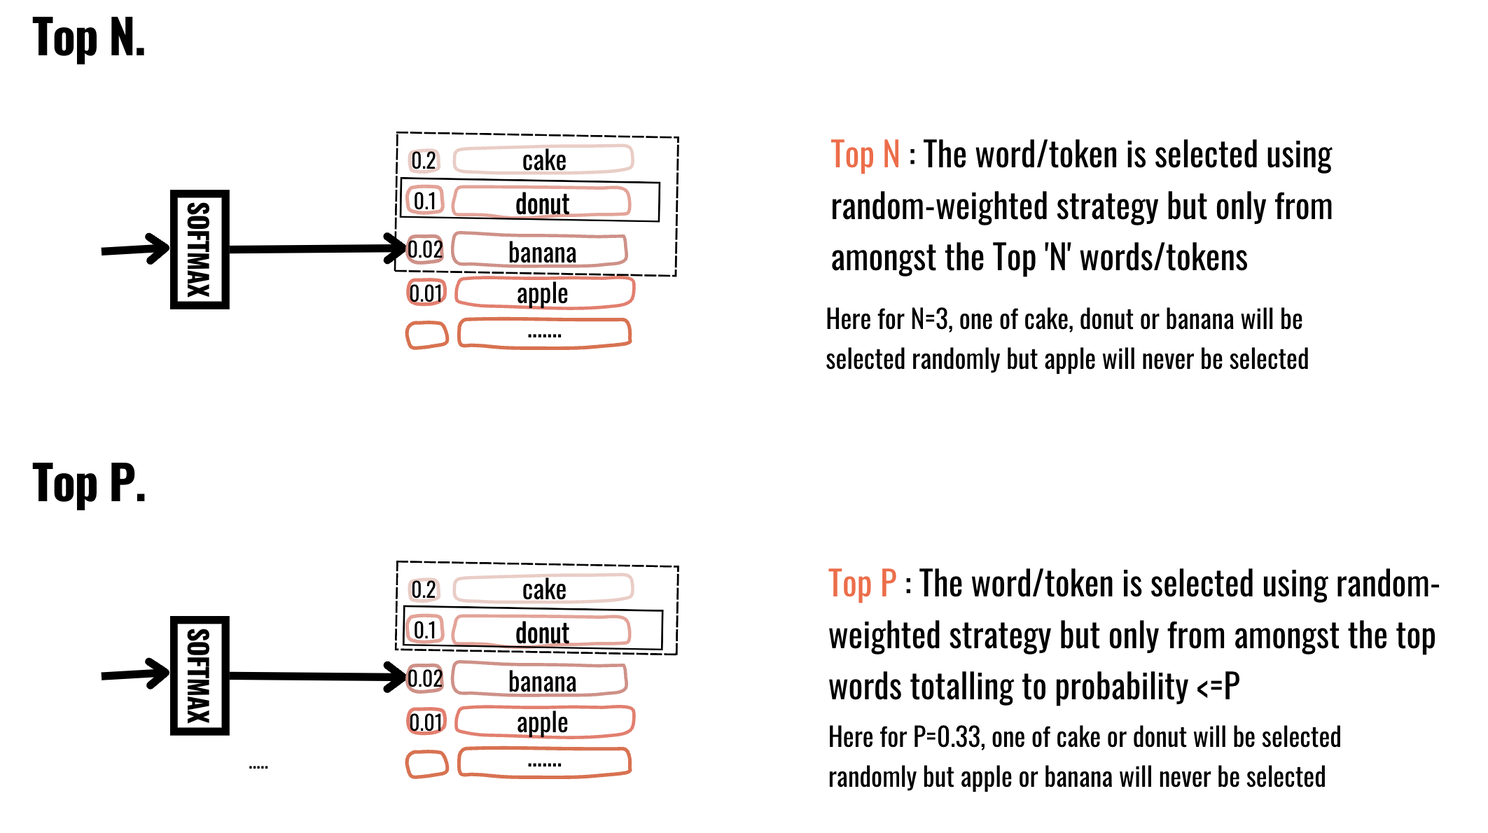 Top N.
SOFTMAX
0.2 cake
0.1 donut
0.02 banana
0.01 apple
.......
Top N : The word/token is selected using
random-weighted strategy but only from
amongst the Top 'N' words/tokens
Here for N=3, one of cake, donut or banana will be
selected randomly but apple will never be selected
Top P.
SOFTMAX
0.2 cake
0.1 donut
0.02 banana
0.01 apple
.......
.....
Top P : The word/token is selected using random-
weighted strategy but only from amongst the top
words totalling to probability <=P
Here for P=0.33, one of cake or donut will be selected
randomly but apple or banana will never be selected